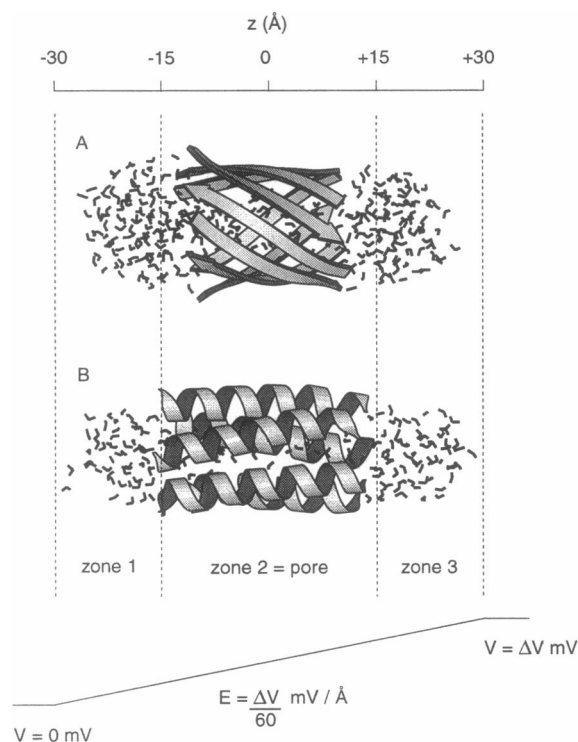 z (Å)
-30 -15 0 +15 +30
A
B
zone 1 zone 2 = pore zone 3
V = ΔV mV
E = ΔV mV / Å
60
V = 0 mV